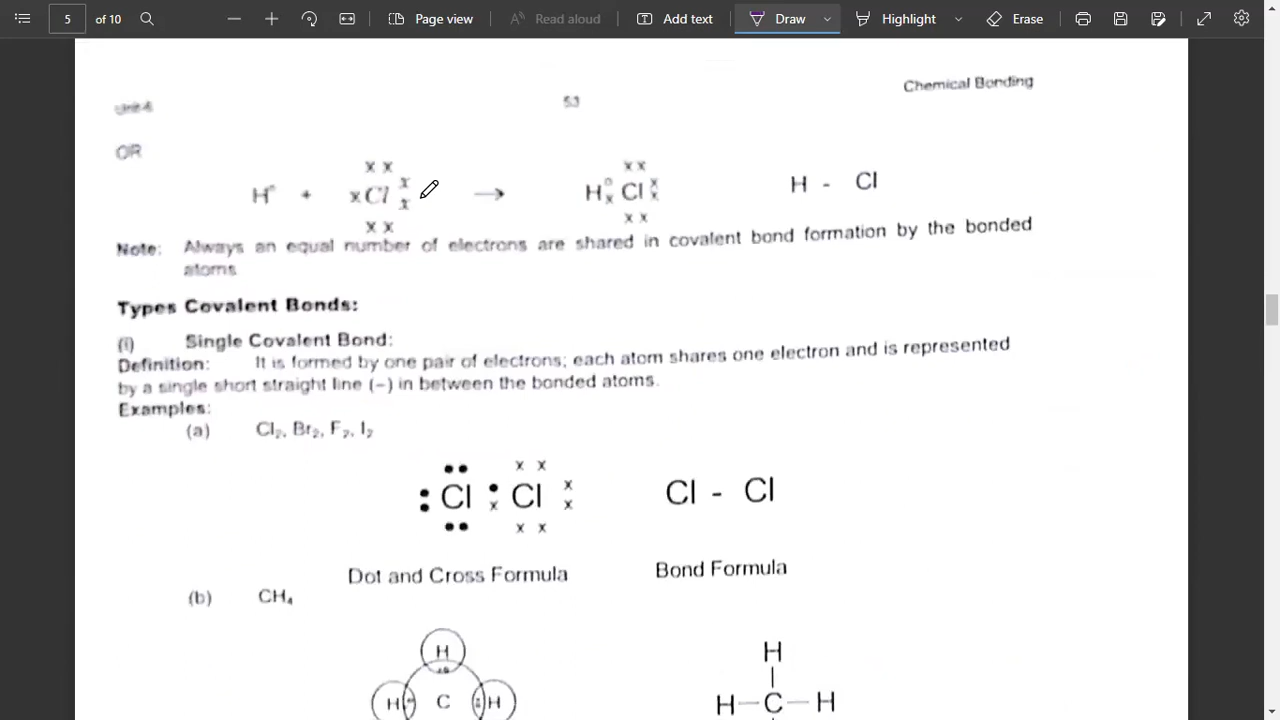 5 of 10 Page view Read aloud Add text Draw Highlight Erase
Chemical Bonding
Unit-4 53
OR
x x x x
H° + xCl x x → H°x Cl x x H - Cl
x x x x
Note: Always an equal number of electrons are shared in covalent bond formation by the bonded
atoms
Types Covalent Bonds:
(i) Single Covalent Bond:
Definition: It is formed by one pair of electrons; each atom shares one electron and is represented
by a single short straight line (–) in between the bonded atoms.
Examples:
(a) Cl₂, Br₂, F₂, I₂
•• x x
: Cl •x Cl x x Cl - Cl
•• x x
Dot and Cross Formula Bond Formula
(b) CH₄
H H
H C H H—C—H